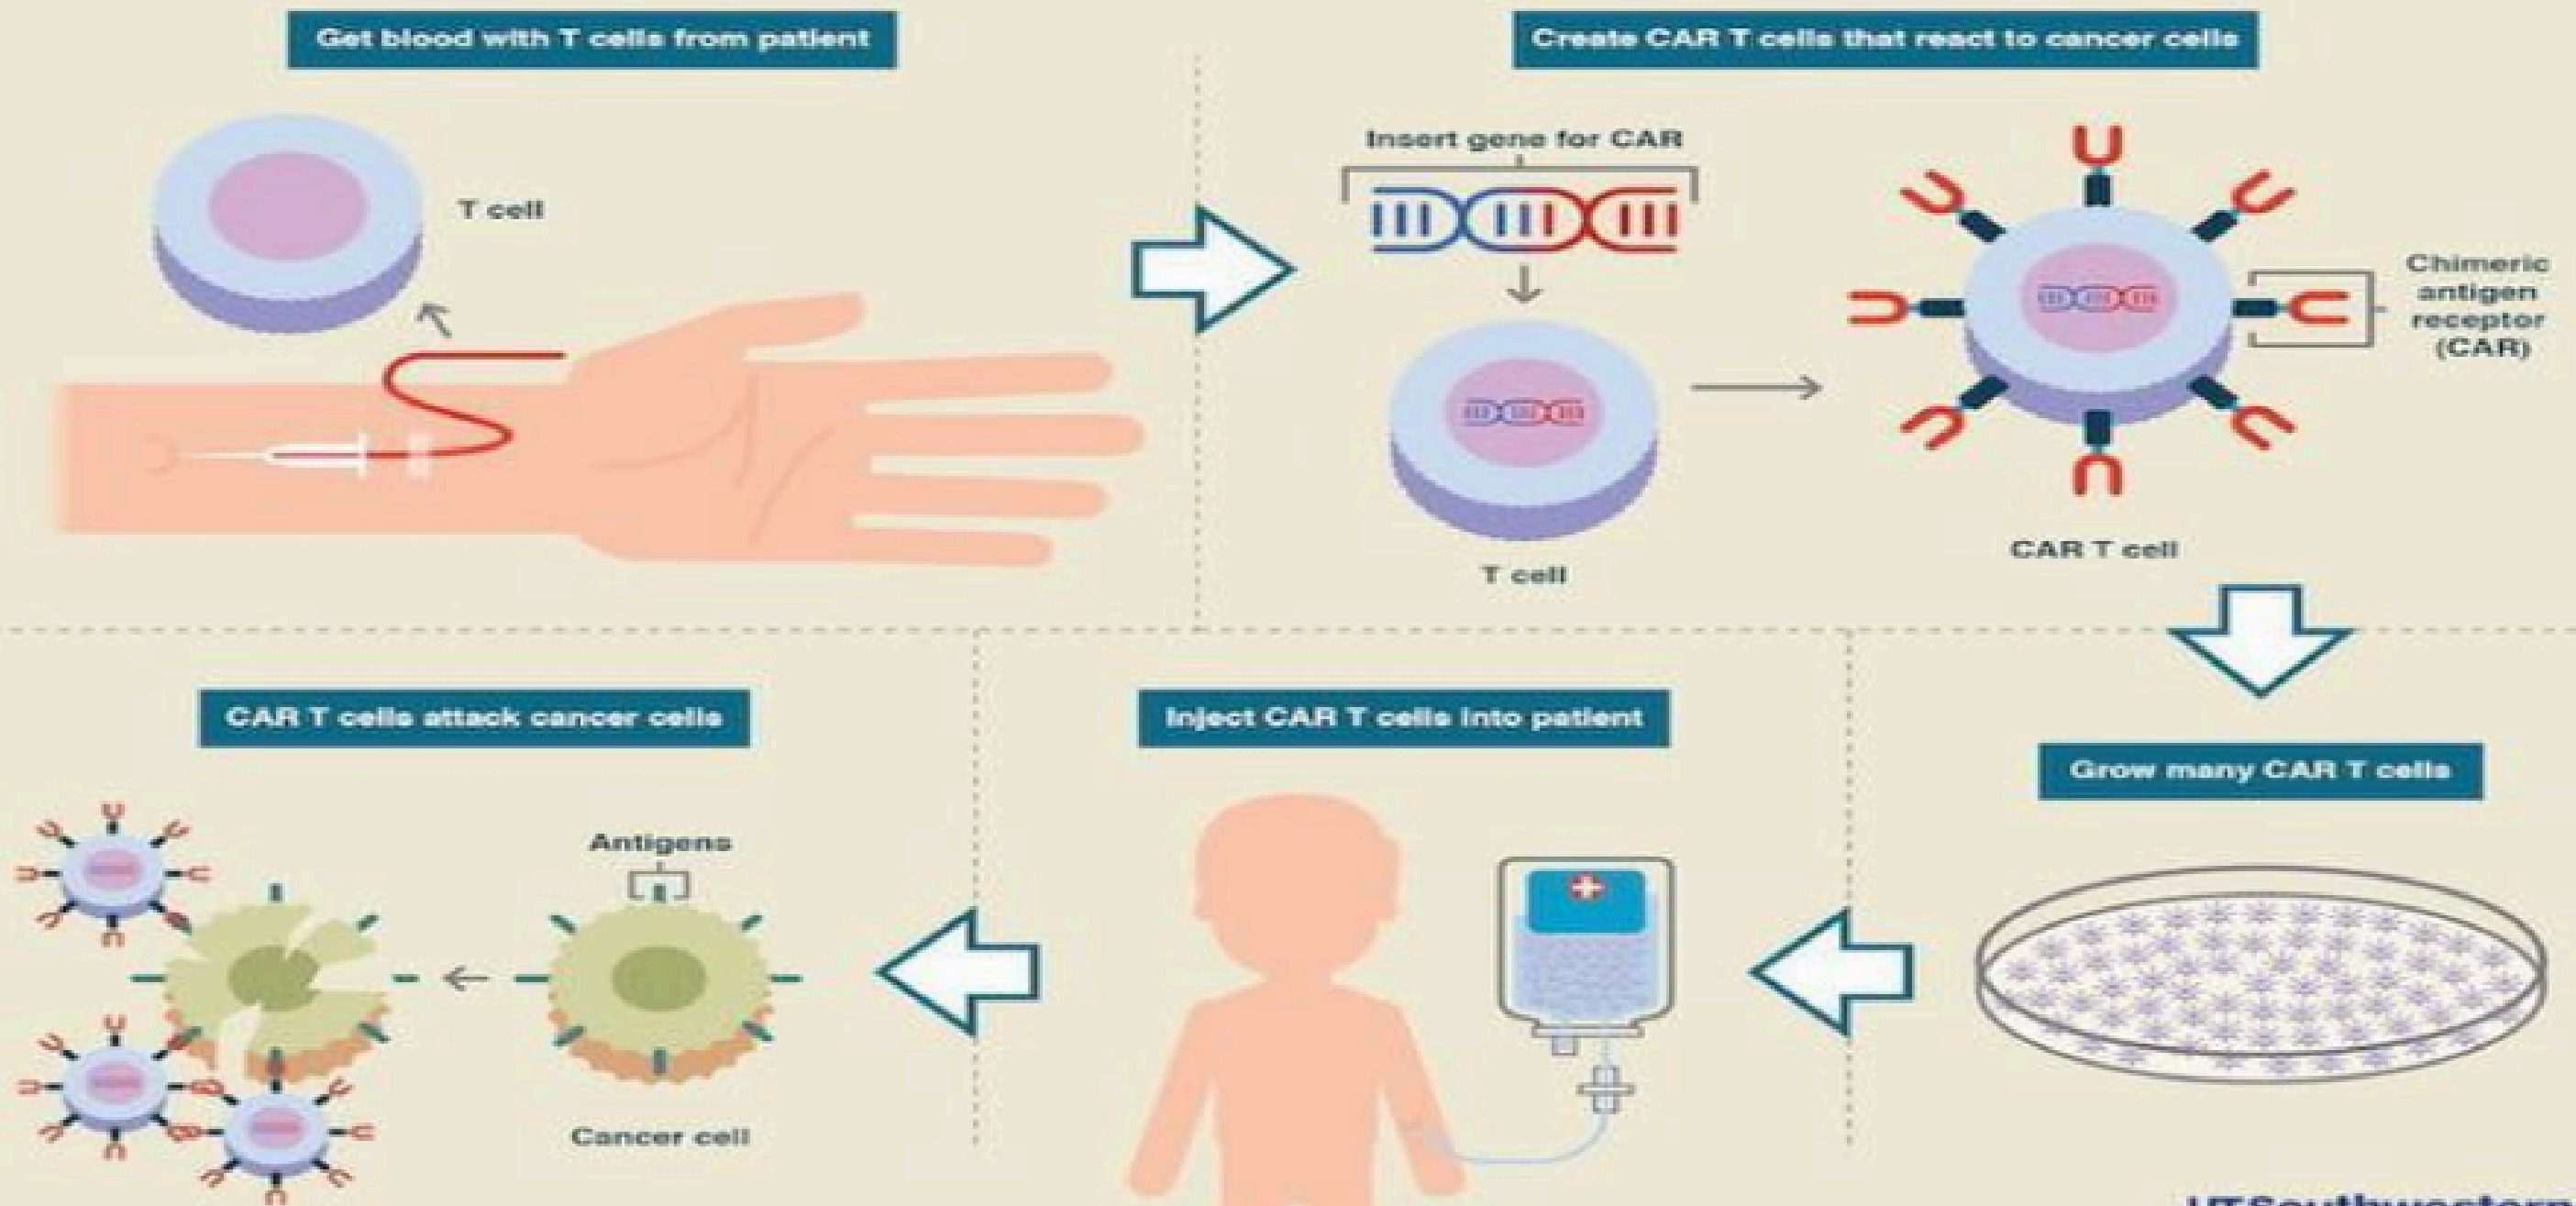 Get blood with T cells from patient
T cell
Create CAR T cells that react to cancer cells
Insert gene for CAR
T cell
Chimeric
antigen
receptor
(CAR)
CAR T cell
Grow many CAR T cells
Inject CAR T cells into patient
CAR T cells attack cancer cells
Antigens
Cancer cell
UTSouthwestern